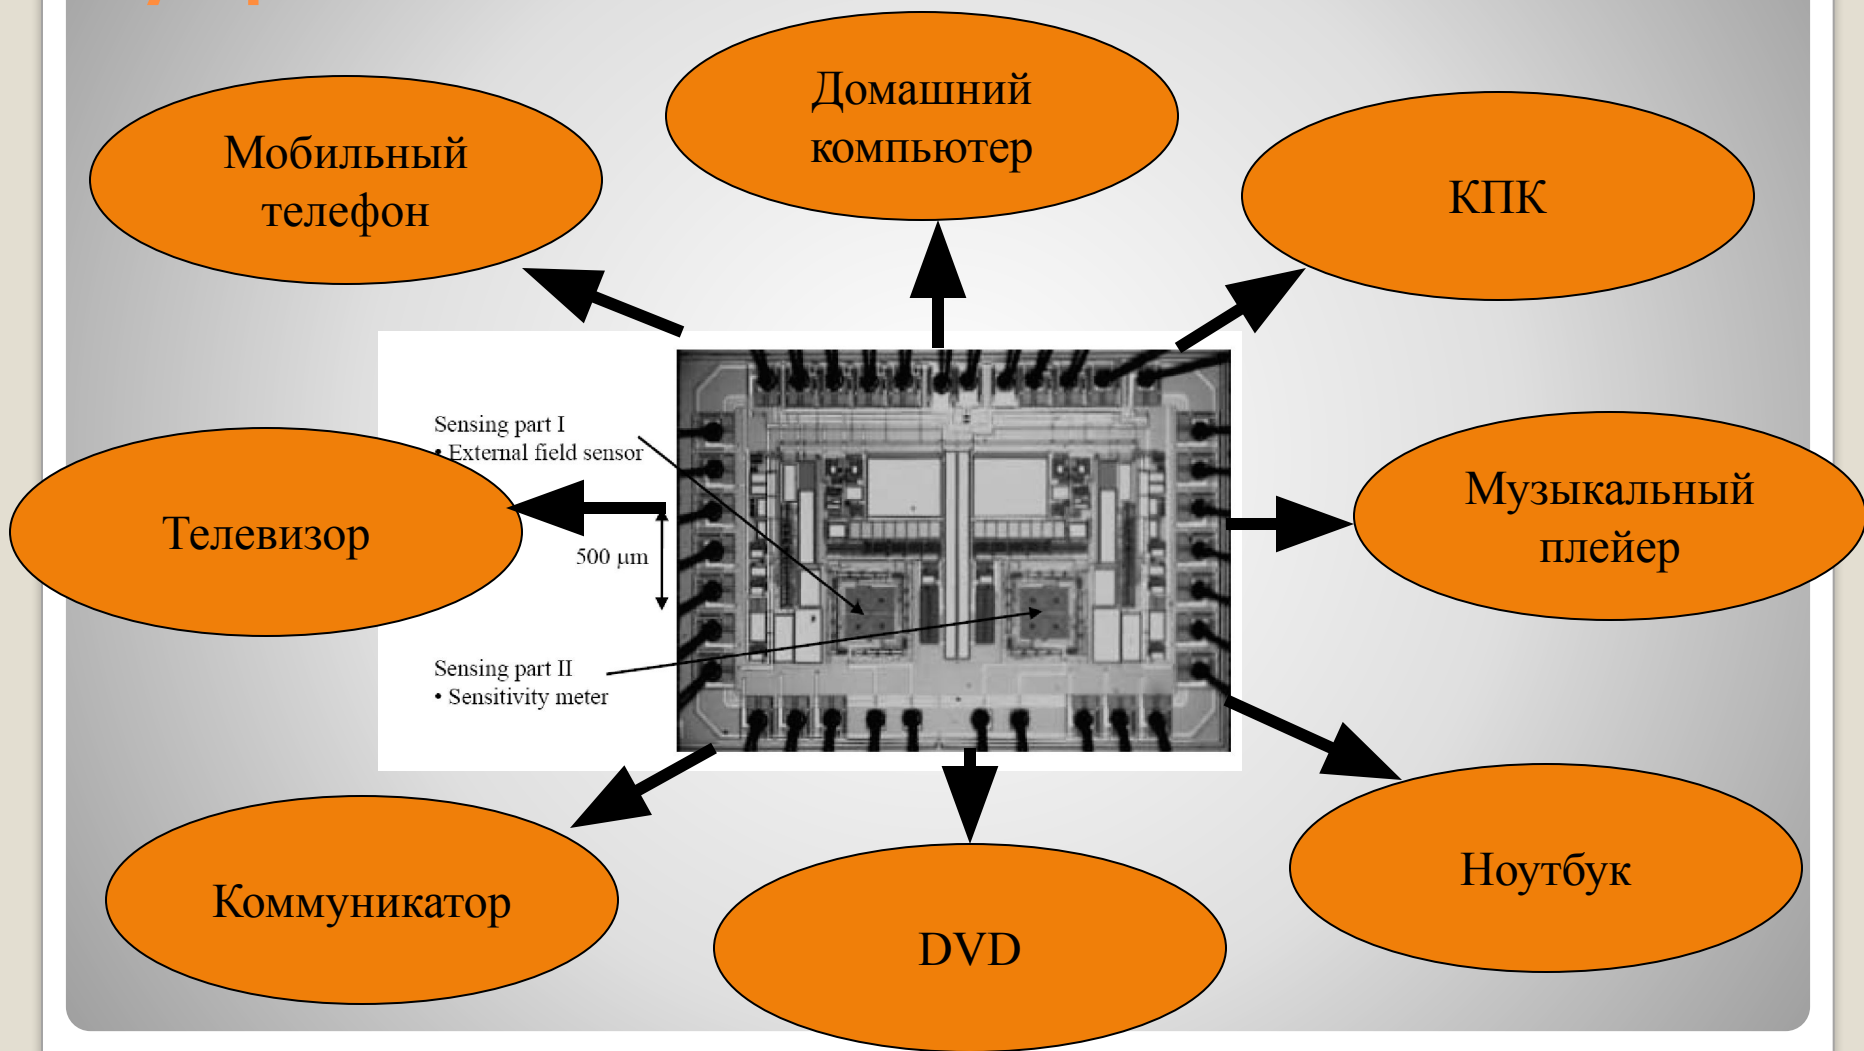 Домашний
компьютер
Мобильный
телефон
КПК
Sensing part I
• External field sensor
Телевизор
500 μm
Музыкальный
плейер
Sensing part II
• Sensitivity meter
Коммуникатор
DVD
Ноутбук